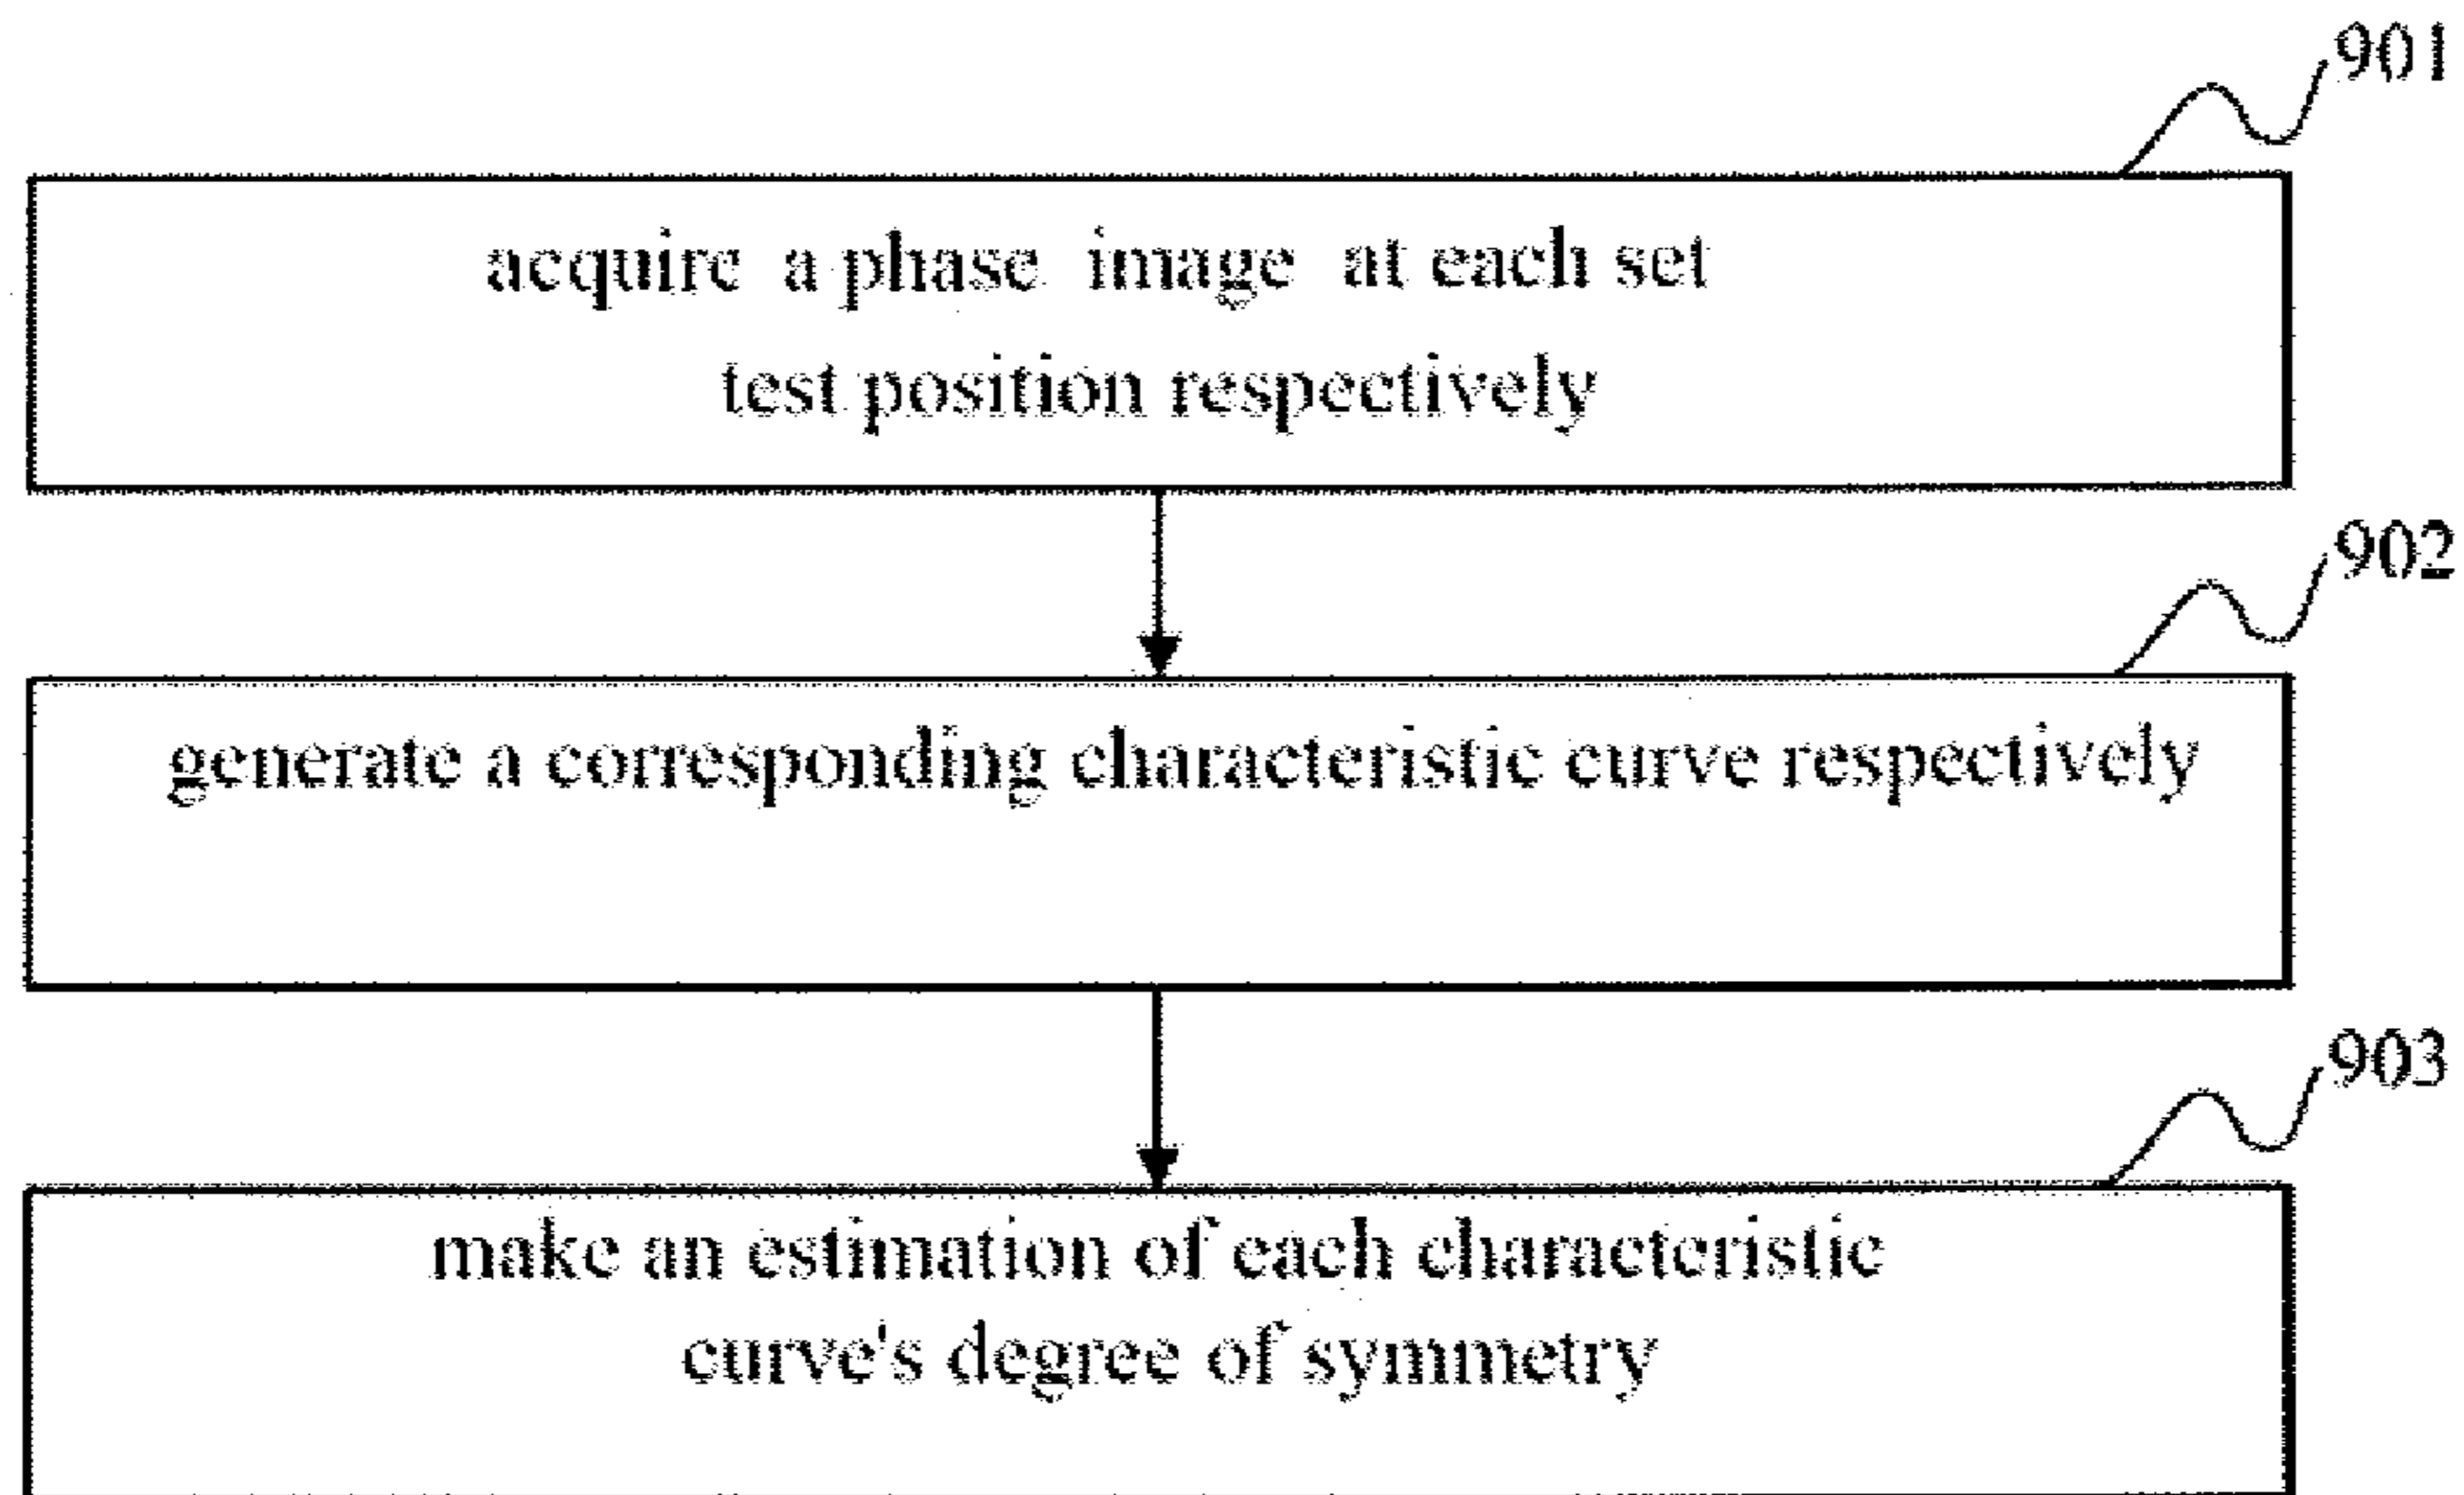 901
acquire a phase image at each set
test position respectively
902
generate a corresponding characteristic curve respectively
903
make an estimation of each characteristic
curve's degree of symmetry